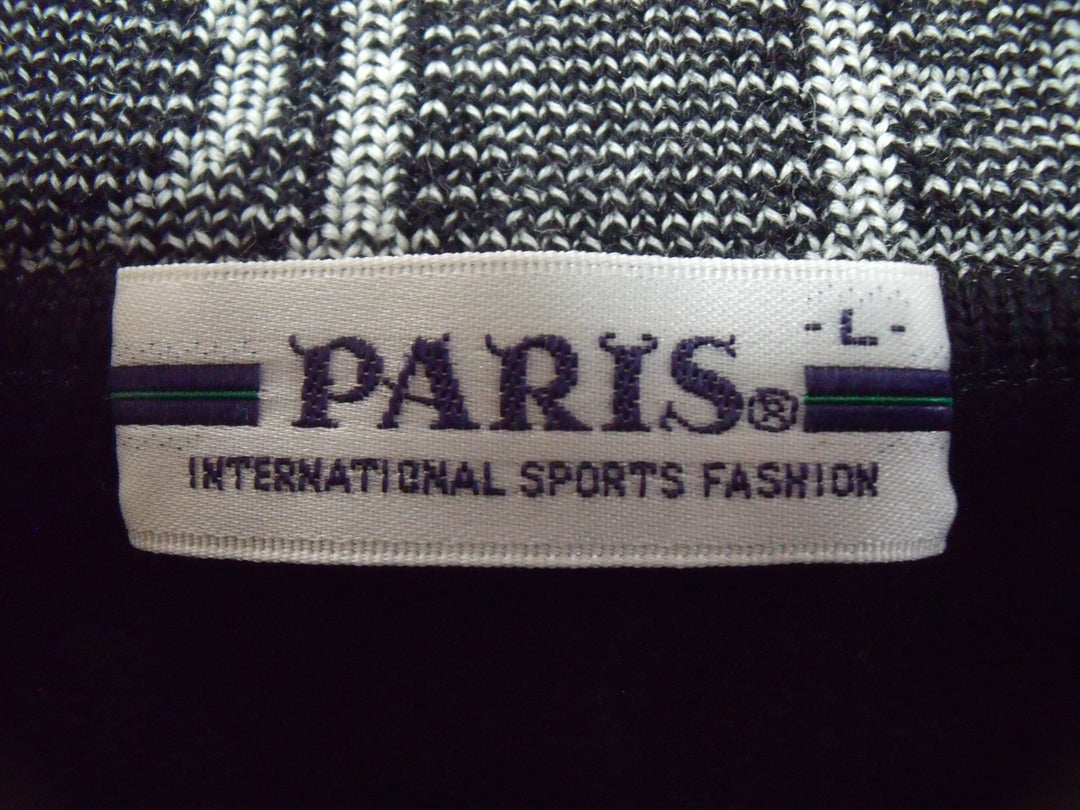 - L -
PARIS®
INTERNATIONAL SPORTS FASHION